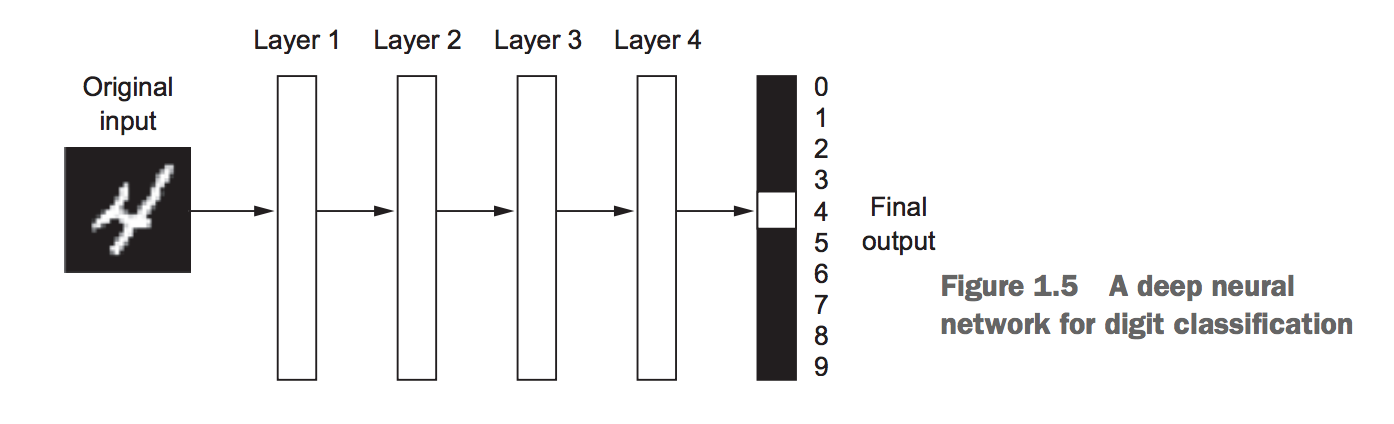 Layer 1 Layer 2 Layer 3 Layer 4
Original
input
0
1
2
3
4
5
6
7
8
9
Final
output
Figure 1.5 A deep neural
network for digit classification